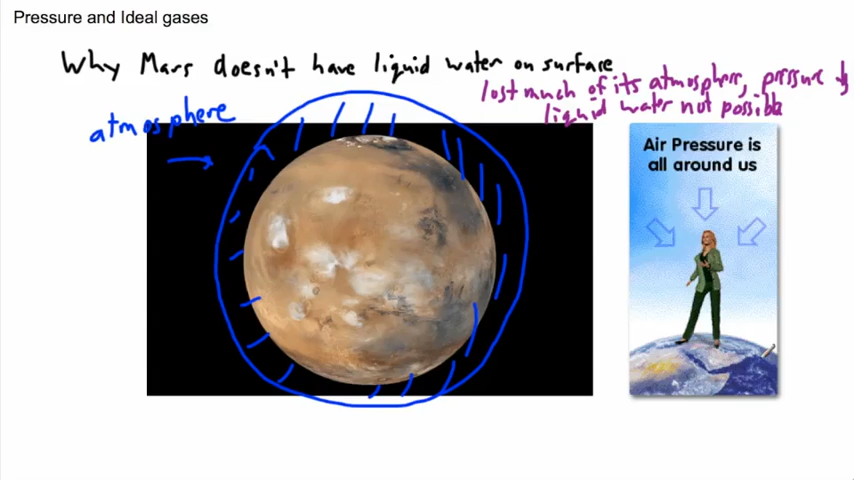 Pressure and Ideal gases
Why Mars doesn't have liquid water on surface
lost much of its atmosphere, pressure ↓
liquid water not possible
atmosphere
Air Pressure is
all around us